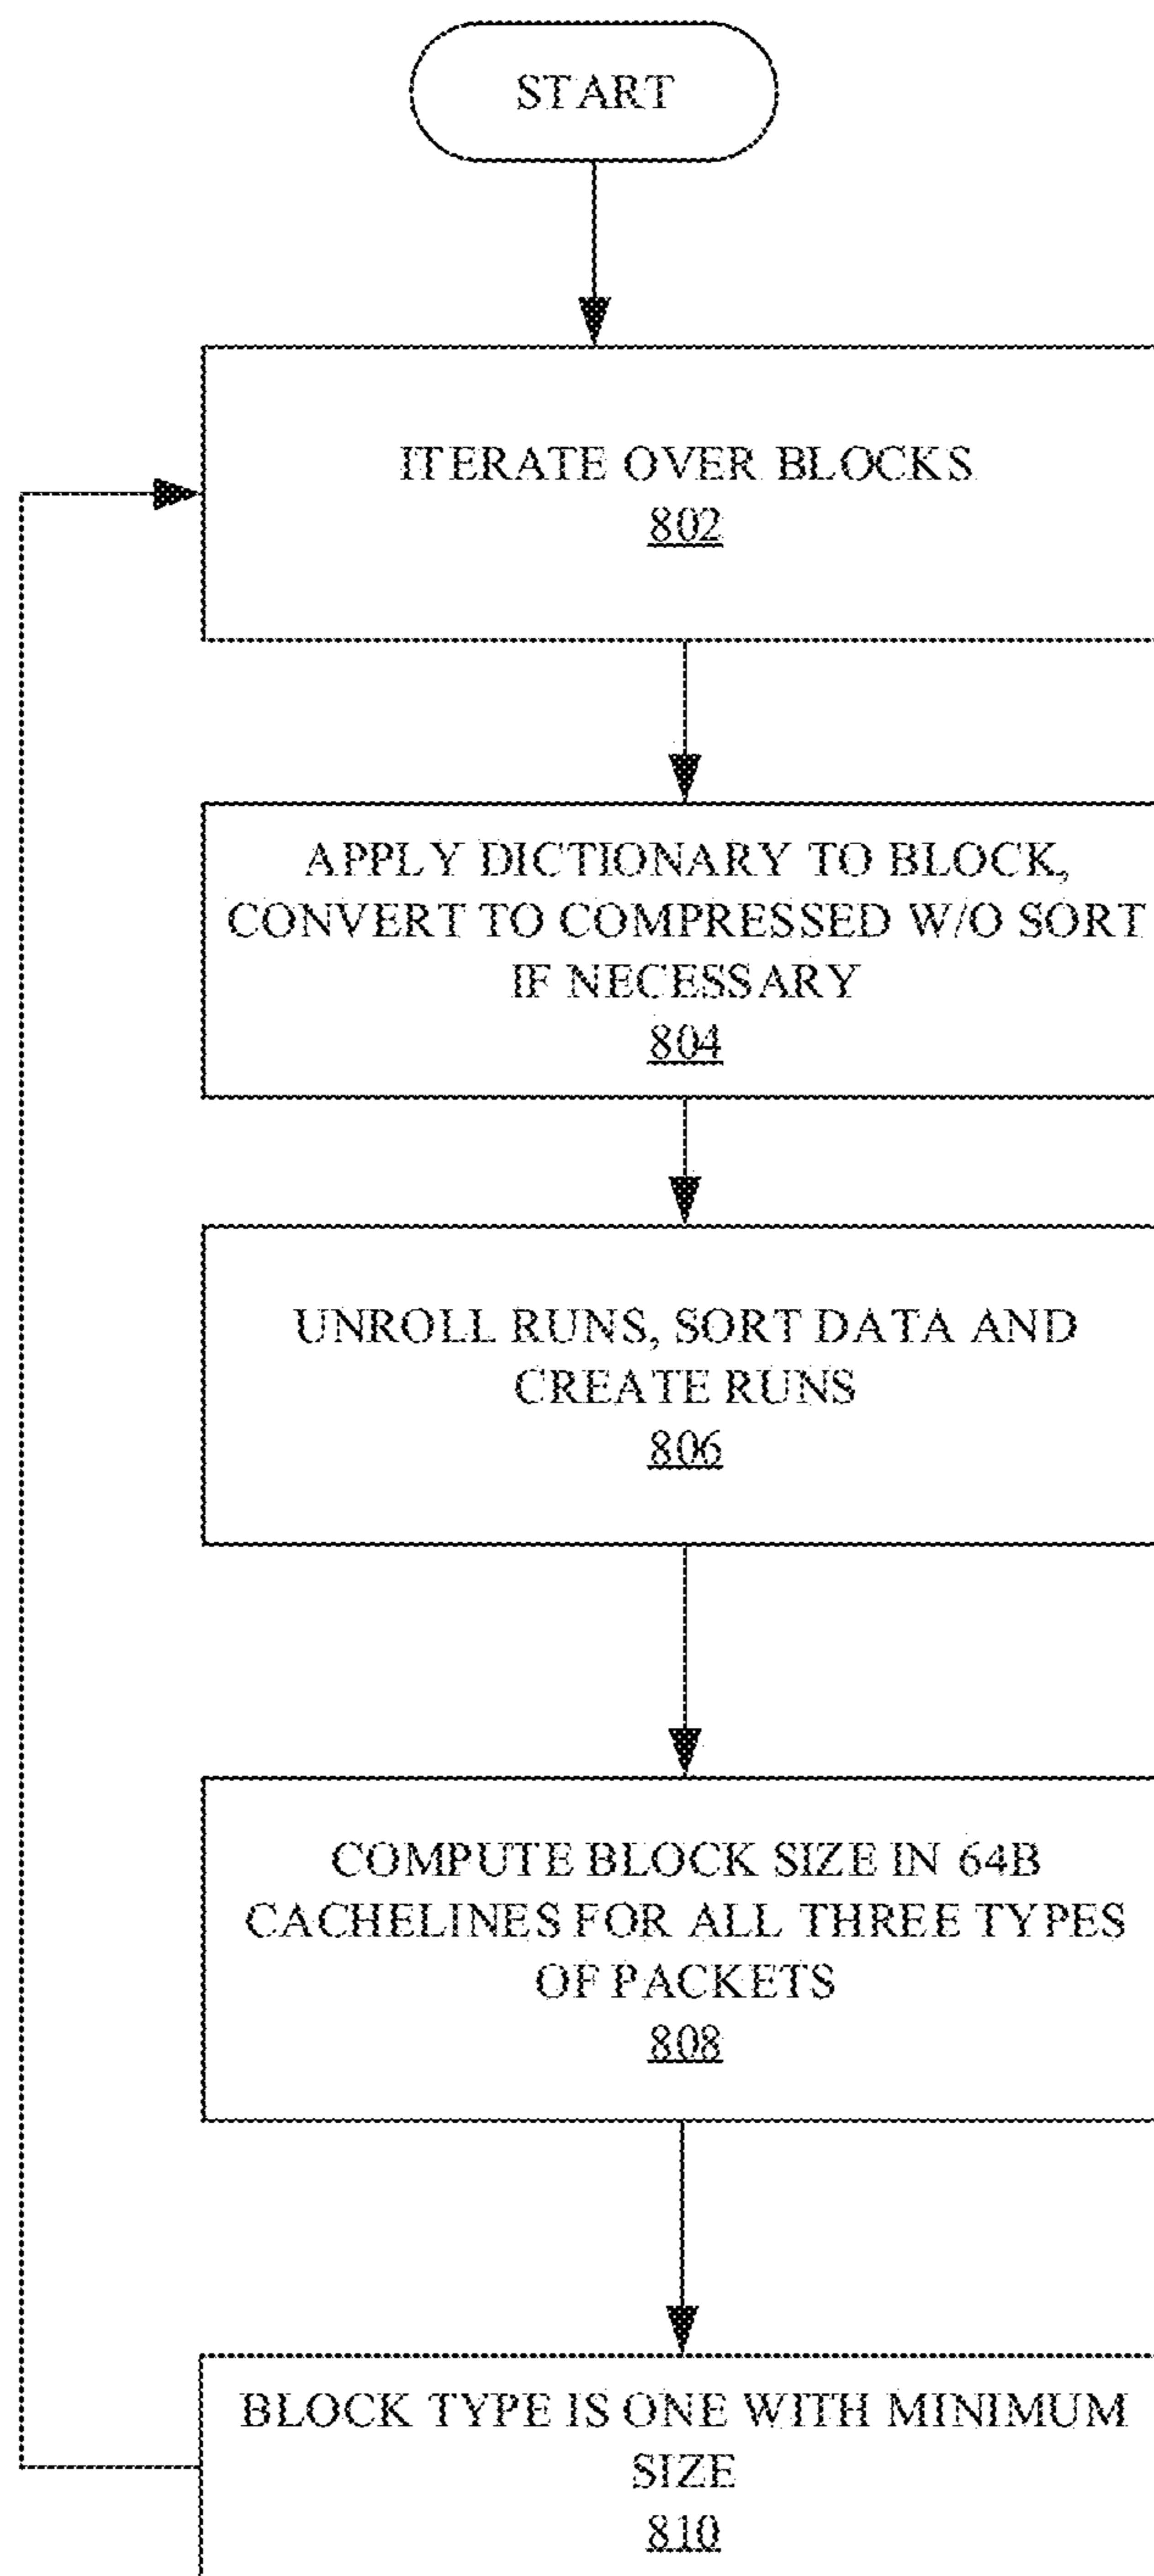 START
ITERATE OVER BLOCKS
802
APPLY DICTIONARY TO BLOCK,
CONVERT TO COMPRESSED W/O SORT
IF NECESSARY
804
UNROLL RUNS, SORT DATA AND
CREATE RUNS
806
COMPUTE BLOCK SIZE IN 64B
CACHELINES FOR ALL THREE TYPES
OF PACKETS
808
BLOCK TYPE IS ONE WITH MINIMUM
SIZE
810